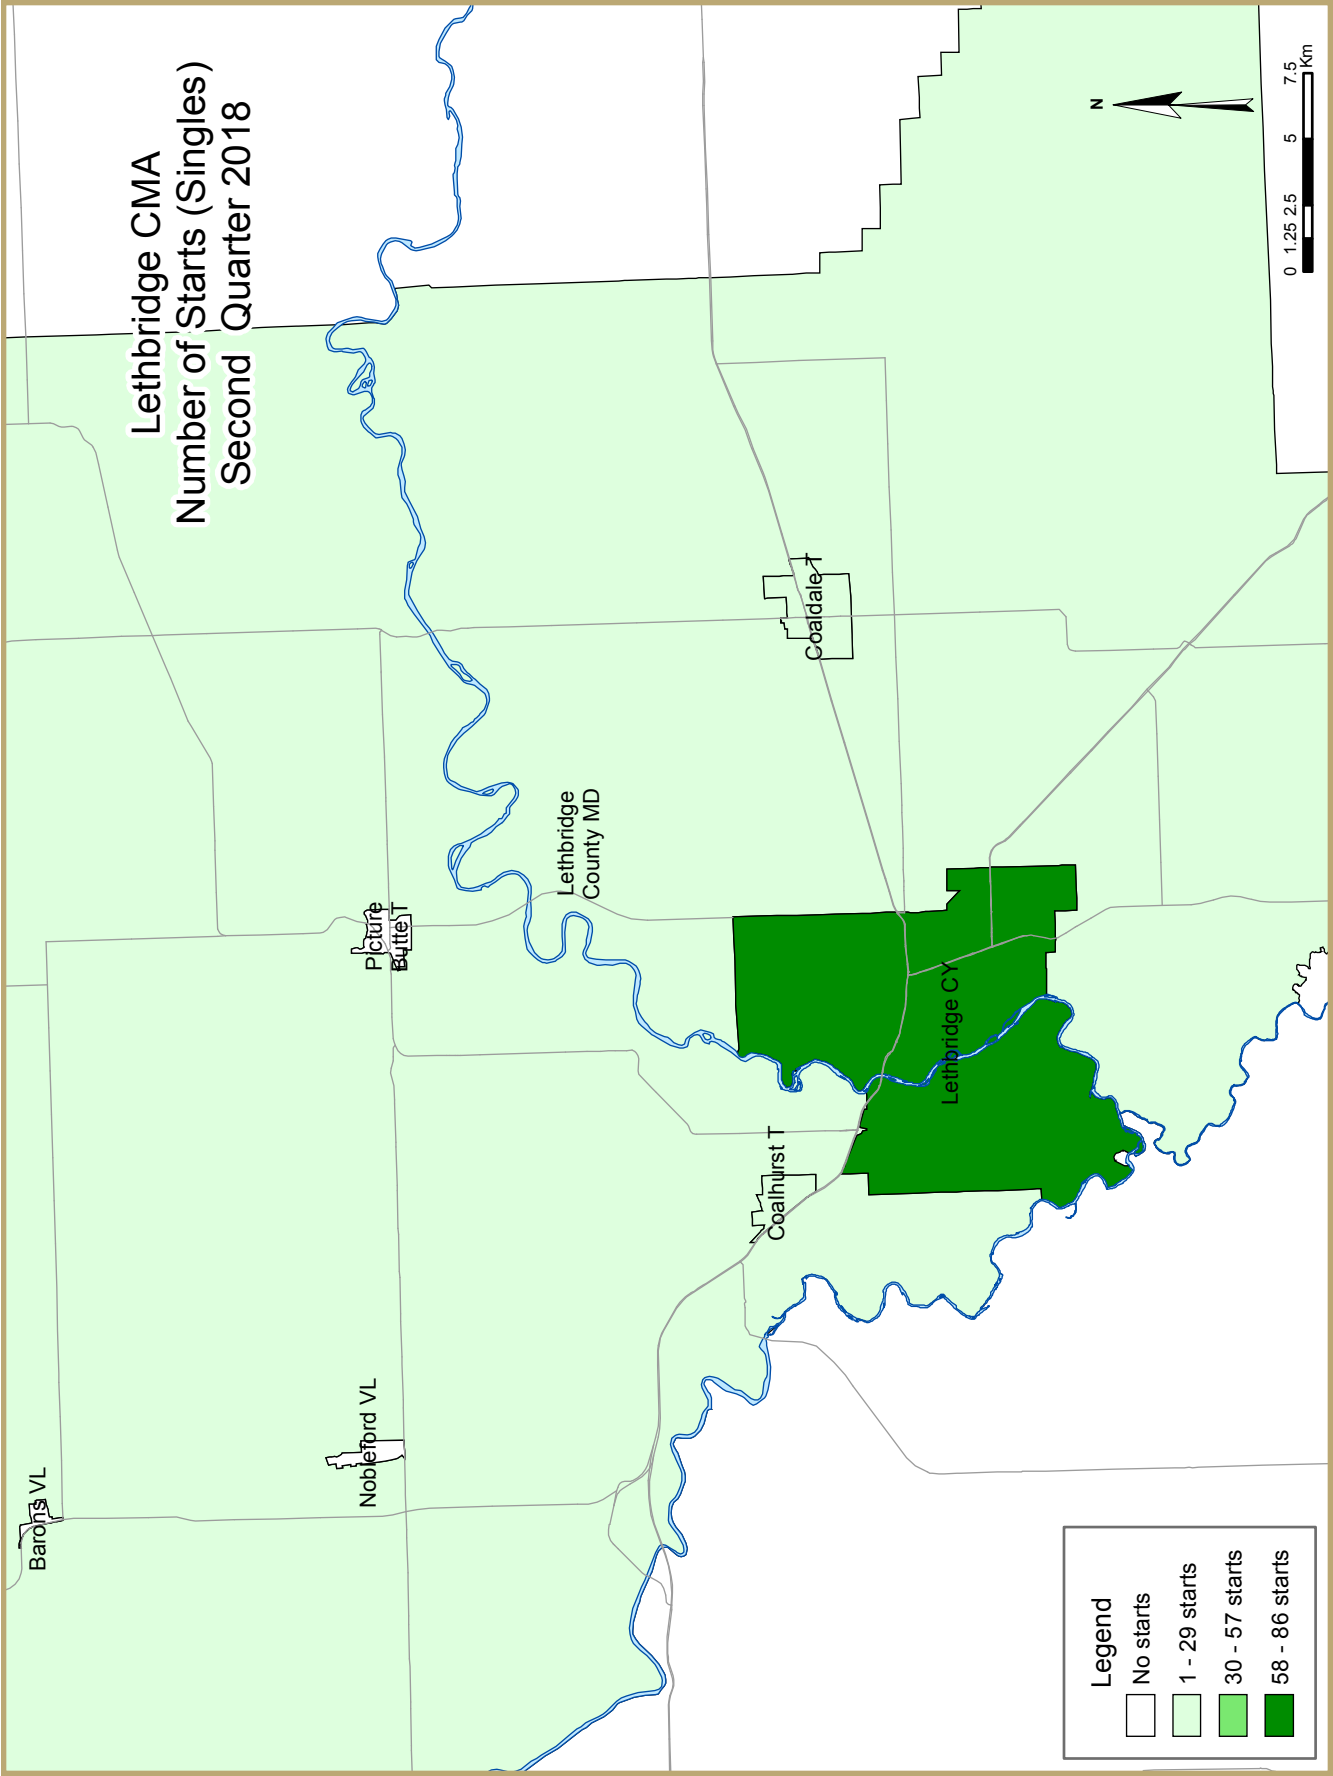 Lethbridge CMA
Number of Starts (Singles)
Second Quarter 2018
Barons VL
Nobleford VL
Picture
Butte T
Lethbridge
County MD
Coalhurst T
Coaldale T
Lethbridge CY
N
0 1.25 2.5 5 7.5
Km
Legend
No starts
1 - 29 starts
30 - 57 starts
58 - 86 starts